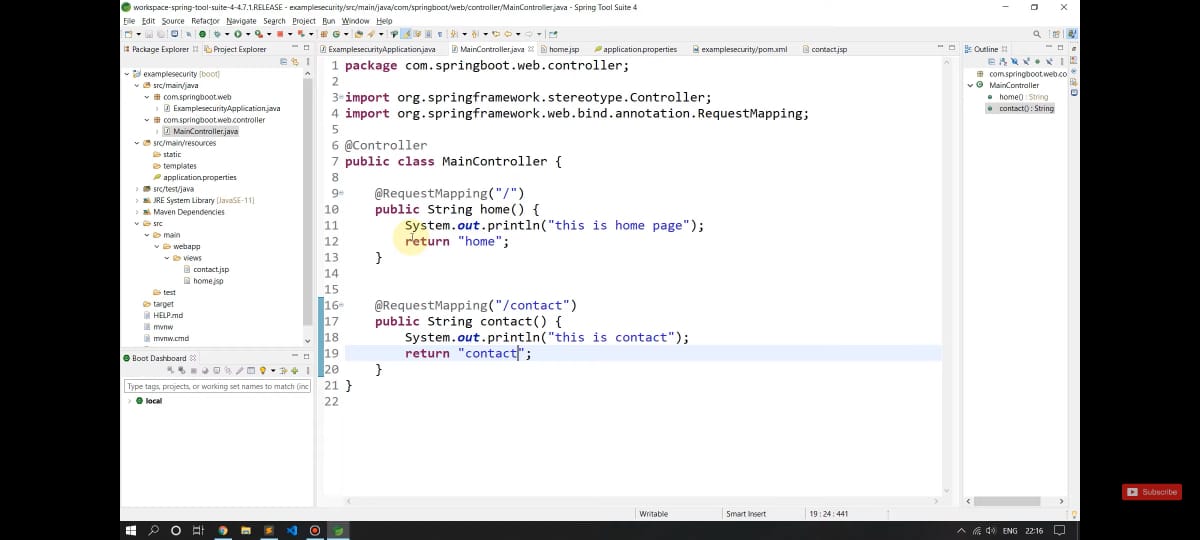 workspace-spring-tool-suite-4-4.7.1.RELEASE - examplesecurity/src/main/java/com/springboot/web/controller/MainController.java - Spring Tool Suite 4
File Edit Source Refactor Navigate Search Project Run Window Help
Package Explorer Project Explorer
ExamplesecurityApplication.java MainController.java home.jsp application.properties examplesecurity/pom.xml contact.jsp
Outline
examplesecurity [boot]
src/main/java
com.springboot.web
ExamplesecurityApplication.java
com.springboot.web.controller
MainController.java
src/main/resources
static
templates
application.properties
src/test/java
JRE System Library [JavaSE-11]
Maven Dependencies
src
main
webapp
views
contact.jsp
home.jsp
test
target
HELP.md
mvnw
mvnw.cmd
Boot Dashboard
Type tags, projects, or working set names to match (inc
local
1 package com.springboot.web.controller;
2
3 import org.springframework.stereotype.Controller;
4 import org.springframework.web.bind.annotation.RequestMapping;
5
6 @Controller
7 public class MainController {
8
9 @RequestMapping("/")
10 public String home() {
11 System.out.println("this is home page");
12 return "home";
13 }
14
15
16 @RequestMapping("/contact")
17 public String contact() {
18 System.out.println("this is contact");
19 return "contact";
20 }
21 }
22
com.springboot.web.co
MainController
home() : String
contact() : String
Writable Smart Insert 19 : 24 : 441
Subscribe
ENG 22:16